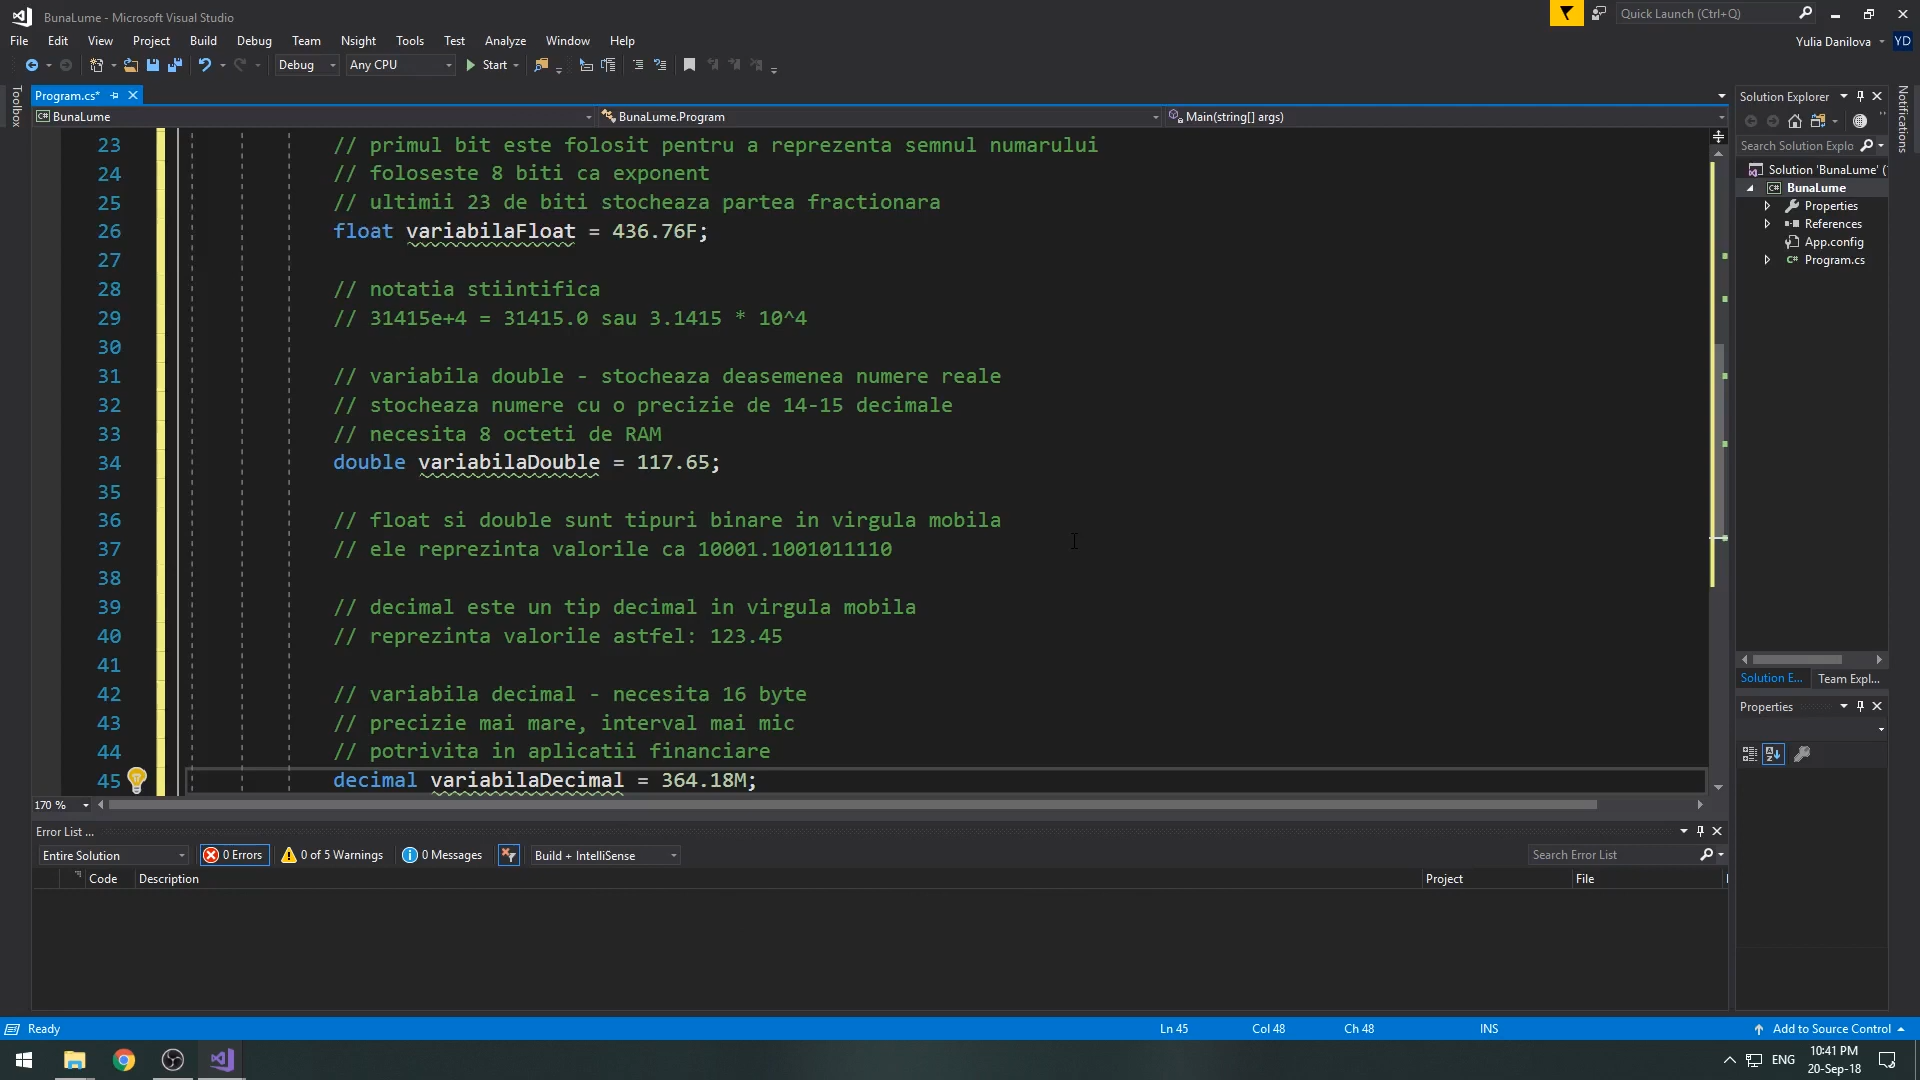 BunaLume - Microsoft Visual Studio
Quick Launch (Ctrl+Q)
File Edit View Project Build Debug Team Nsight Tools Test Analyze Window Help
Yulia Danilova YD
Debug Any CPU Start
Toolbox
Program.cs*
Solution Explorer
Notifications
BunaLume BunaLume.Program Main(string[] args)
Search Solution Explo
Solution 'BunaLume' (
BunaLume
Properties
References
App.config
Program.cs
23 // primul bit este folosit pentru a reprezenta semnul numarului
24 // foloseste 8 biti ca exponent
25 // ultimii 23 de biti stocheaza partea fractionara
26 float variabilaFloat = 436.76F;
27
28 // notatia stiintifica
29 // 31415e+4 = 31415.0 sau 3.1415 * 10^4
30
31 // variabila double - stocheaza deasemenea numere reale
32 // stocheaza numere cu o precizie de 14-15 decimale
33 // necesita 8 octeti de RAM
34 double variabilaDouble = 117.65;
35
36 // float si double sunt tipuri binare in virgula mobila
37 // ele reprezinta valorile ca 10001.1001011110
38
39 // decimal este un tip decimal in virgula mobila
40 // reprezinta valorile astfel: 123.45
41
42 // variabila decimal - necesita 16 byte
43 // precizie mai mare, interval mai mic
44 // potrivita in aplicatii financiare
45 decimal variabilaDecimal = 364.18M;
Solution E... Team Expl...
Properties
170 %
Error List ...
Entire Solution 0 Errors 0 of 5 Warnings 0 Messages Build + IntelliSense Search Error List
Code Description Project File
Ready Ln 45 Col 48 Ch 48 INS Add to Source Control
ENG 10:41 PM
20-Sep-18